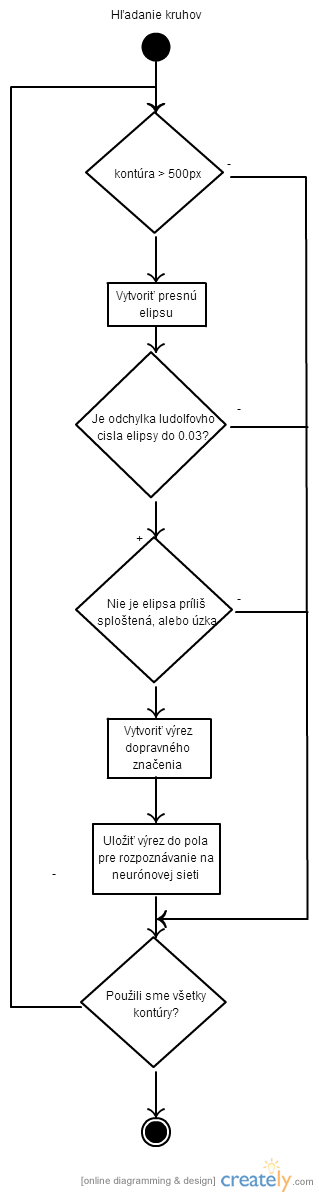 Hľadanie kruhov
kontúra > 500px
-
Vytvoriť presnú
elipsu
Je odchylka ludolfovho
cisla elipsy do 0.03?
-
+
Nie je elipsa príliš
sploštená, alebo úzka
-
Vytvoriť výrez
dopravného
značenia
Uložiť výrez do pola
pre rozpoznávanie na
neurónovej sieti
-
Použili sme všetky
kontúry?
[online diagramming & design] creately.com